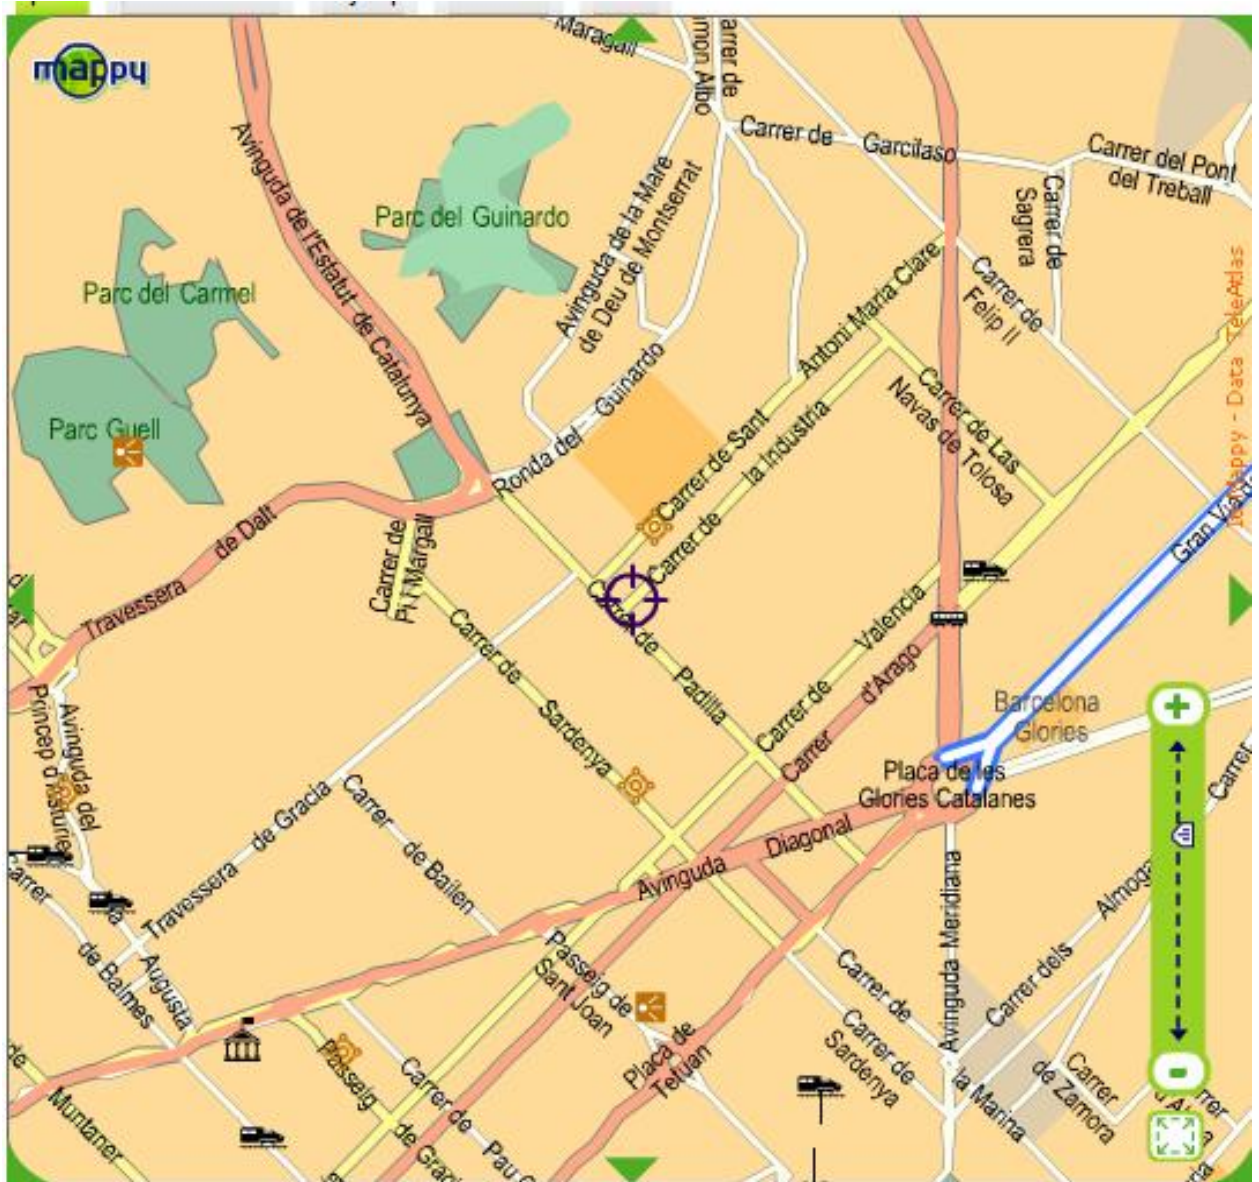 mappy
Maragall
Carrer de
Garcilaso
Carrer del Pont
del Treball
Carrer de
Sagrera
Avinguda de l'Estatut de Catalunya
Parc del Guinardo
Avinguda de la Mare
de Deu de Montserrat
Parc del Carmel
Antoni Maria Claret
Carrer de
Felip II
- Data TeleAtlas
Parc Guell
Ronda del
Guinardo
Carrer de Sant
Carrer de
la Industria
Carrer de Las
Navas de Tolosa
Travessera
de Dalt
Carrer de
Pi i Margall
Gran Via
Carrer de
Sardenya
Carrer de
Padilla
Carrer de
Valencia
Carrer
d'Arago
Barcelona
Glories
Placa de les
Glories Catalanes
Avinguda del
Princep d'Asturies
Travessera
de Gracia
Carrer
de Bailen
Avinguda
Diagonal
Carrer
de Balmes
Augusta
Passeig de
Sant Joan
Placa de
Tetuan
Avinguda Meridiana
Carrer dels
Almoga
Carrer
Carrer de
la Marina
Carrer de
Sardenya
Carrer
de Zamora
Passeig
de Graci
Carrer de
Pau C
de
Muntaner